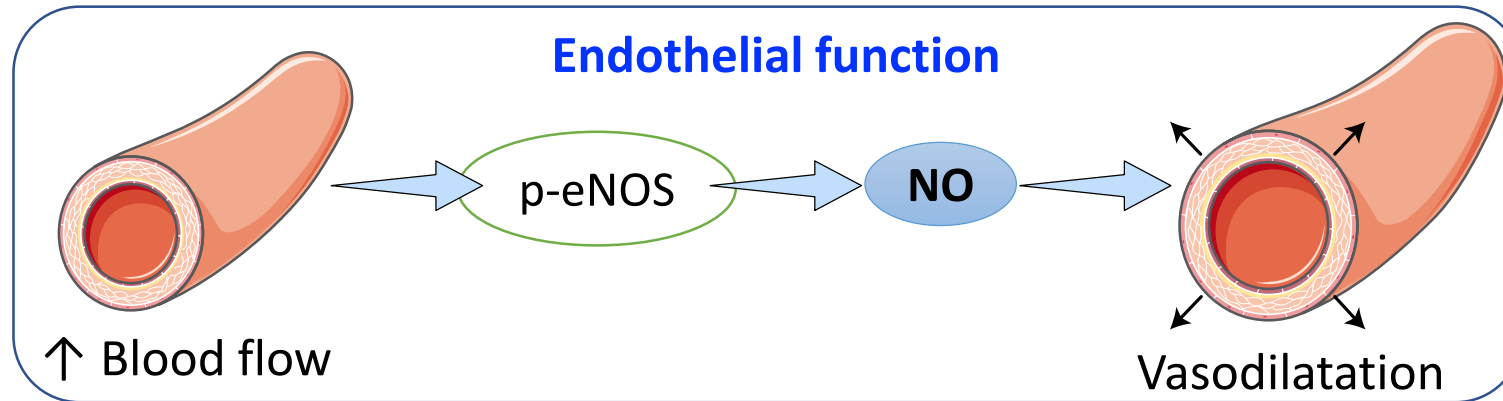 Endothelial function
p-eNOS
NO
↑ Blood flow
Vasodilatation